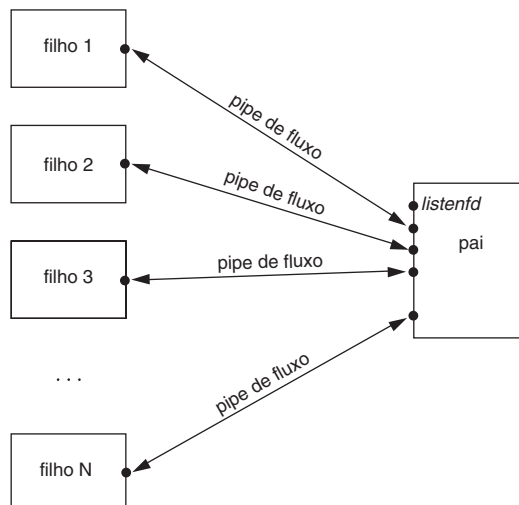 filho 1
pipe de fluxo
filho 2
pipe de fluxo
listenfd
pai
filho 3
pipe de fluxo
. . .
pipe de fluxo
filho N